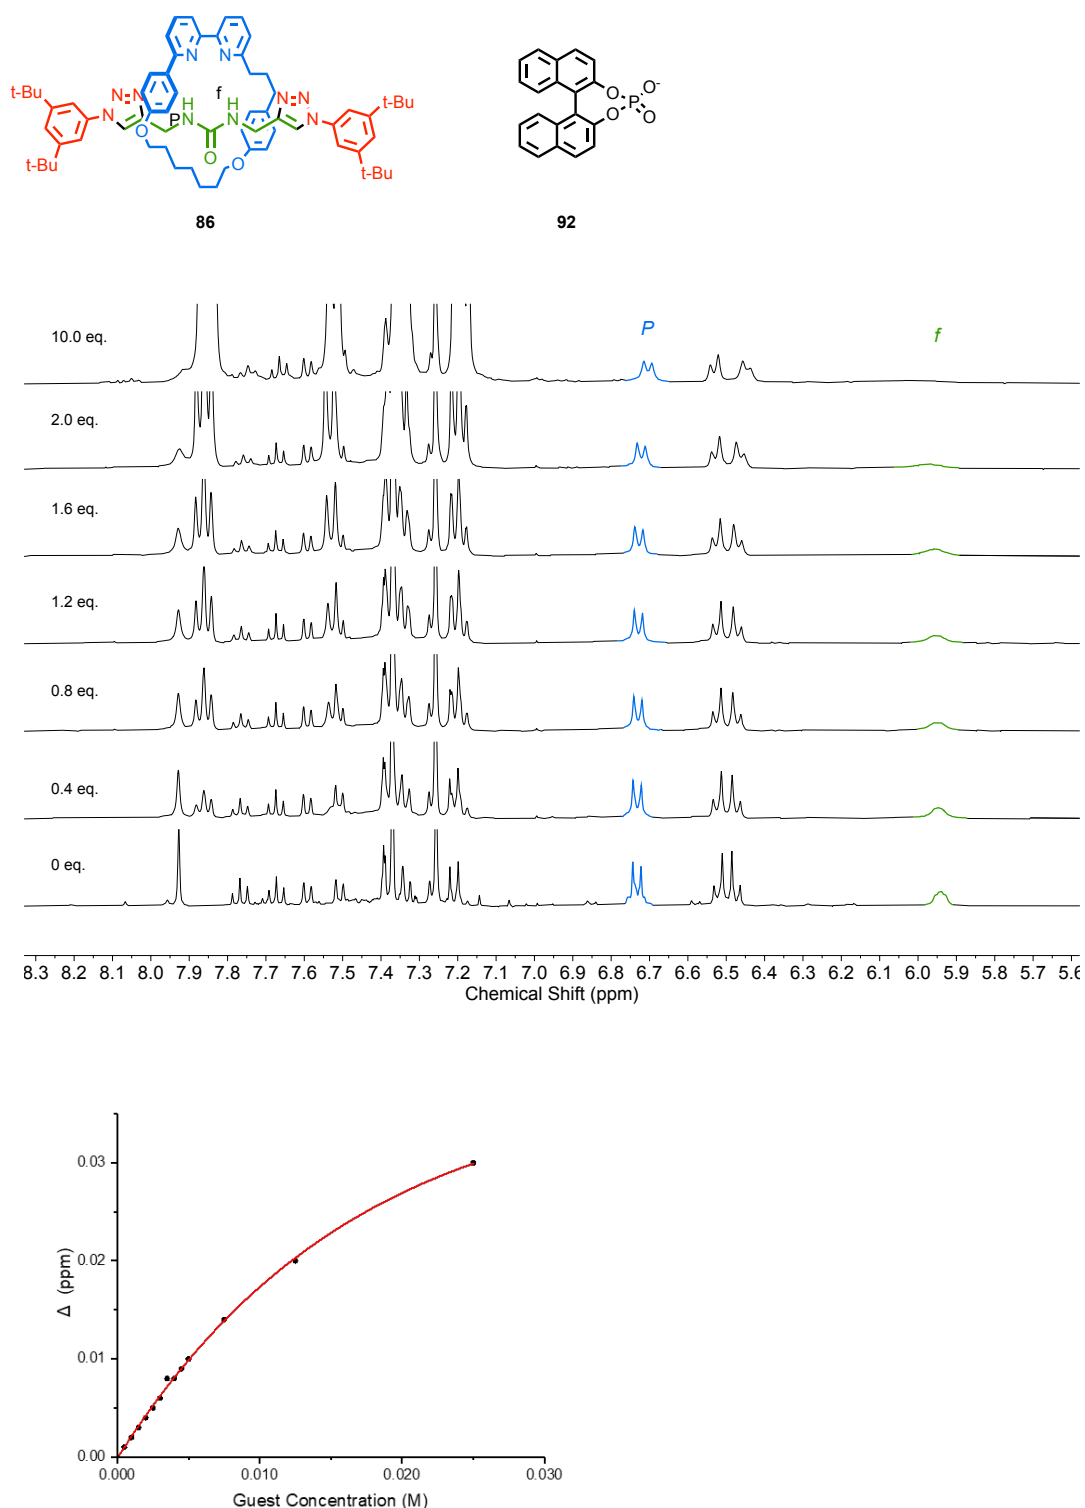 N N
t-Bu
N N
N
f
N N
t-Bu
N
P NH
H
N
N
O
O
O
t-Bu
t-Bu
O
P
O-
O
O
86
92
10.0 eq.
P
f
2.0 eq.
1.6 eq.
1.2 eq.
0.8 eq.
0.4 eq.
0 eq.
8.3 8.2 8.1 8.0 7.9 7.8 7.7 7.6 7.5 7.4 7.3 7.2 7.1 7.0 6.9 6.8 6.7 6.6 6.5 6.4 6.3 6.2 6.1 6.0 5.9 5.8 5.7 5.6
Chemical Shift (ppm)
0.03
0.02
Δ (ppm)
0.01
0.00
0.000 0.010 0.020 0.030
Guest Concentration (M)